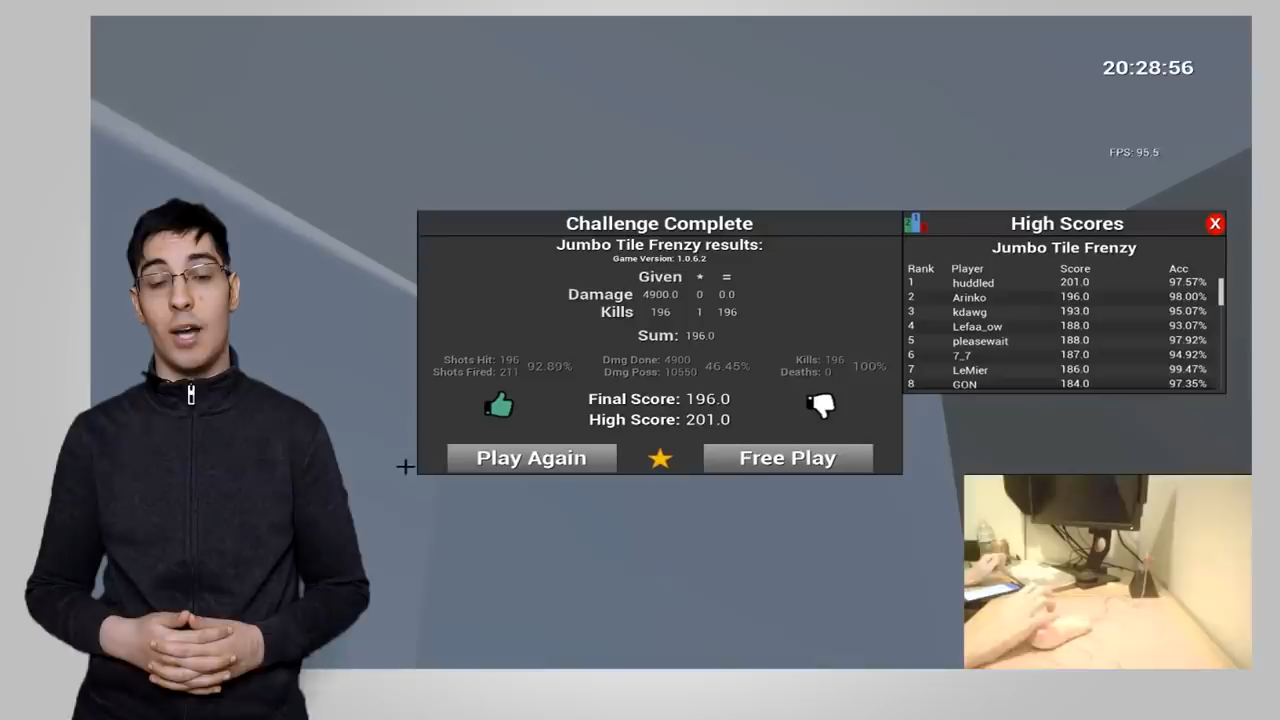 20:28:56
FPS: 95.5
Challenge Complete
Jumbo Tile Frenzy results:
Game Version: 1.0.6.2
Given * =
Damage 4900.0 0 0.0
Kills 196 1 196
Sum: 196.0
Shots Hit: 196
Shots Fired: 211
92.89%
Dmg Done: 4900
Dmg Poss: 10550
46.45%
Kills: 196
Deaths: 0
100%
Final Score: 196.0
High Score: 201.0
Play Again
Free Play
High Scores
X
Jumbo Tile Frenzy
Rank Player Score Acc
1 huddled 201.0 97.57%
2 Arinko 196.0 98.00%
3 kdawg 193.0 95.07%
4 Lefaa_ow 188.0 93.07%
5 pleasewait 188.0 97.92%
6 7_7 187.0 94.92%
7 LeMier 186.0 99.47%
8 GON 184.0 97.35%